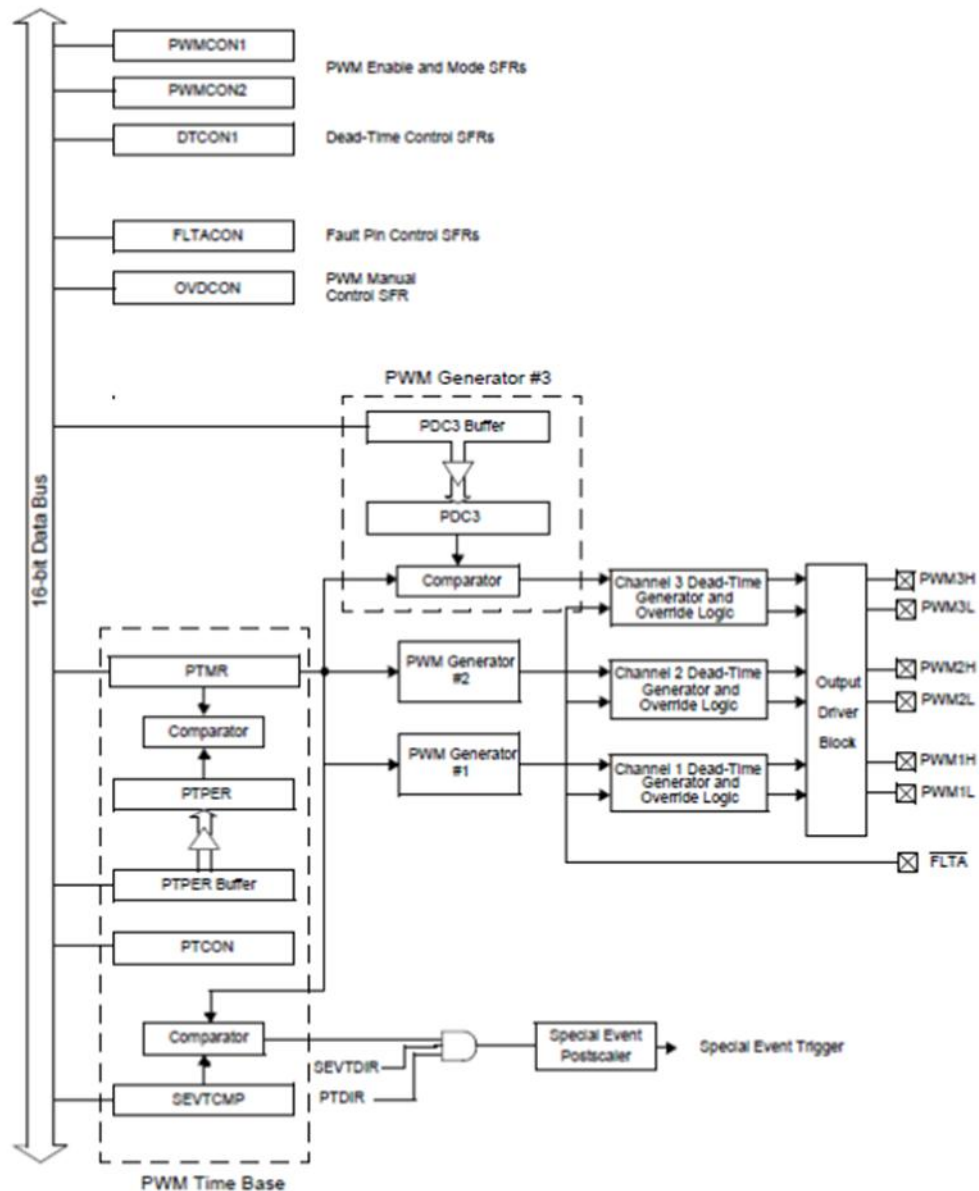 PWMCON1
PWM Enable and Mode SFRs
PWMCON2
DTCON1
Dead-Time Control SFRs
FLTACON
Fault Pin Control SFRs
OVDCON
PWM Manual
Control SFR
16-bit Data Bus
PWM Generator #3
PDC3 Buffer
PDC3
Comparator
Channel 3 Dead-Time
Generator and
Override Logic
PWM3H
PWM3L
PTMR
PWM Generator
#2
Channel 2 Dead-Time
Generator and
Override Logic
Output
Driver
Block
PWM2H
PWM2L
Comparator
PWM Generator
#1
Channel 1 Dead-Time
Generator and
Override Logic
PWM1H
PWM1L
PTPER
FLTA
PTPER Buffer
PTCON
Comparator
SEVTDIR
PTDIR
Special Event
Postscaler
Special Event Trigger
SEVTCMP
PWM Time Base